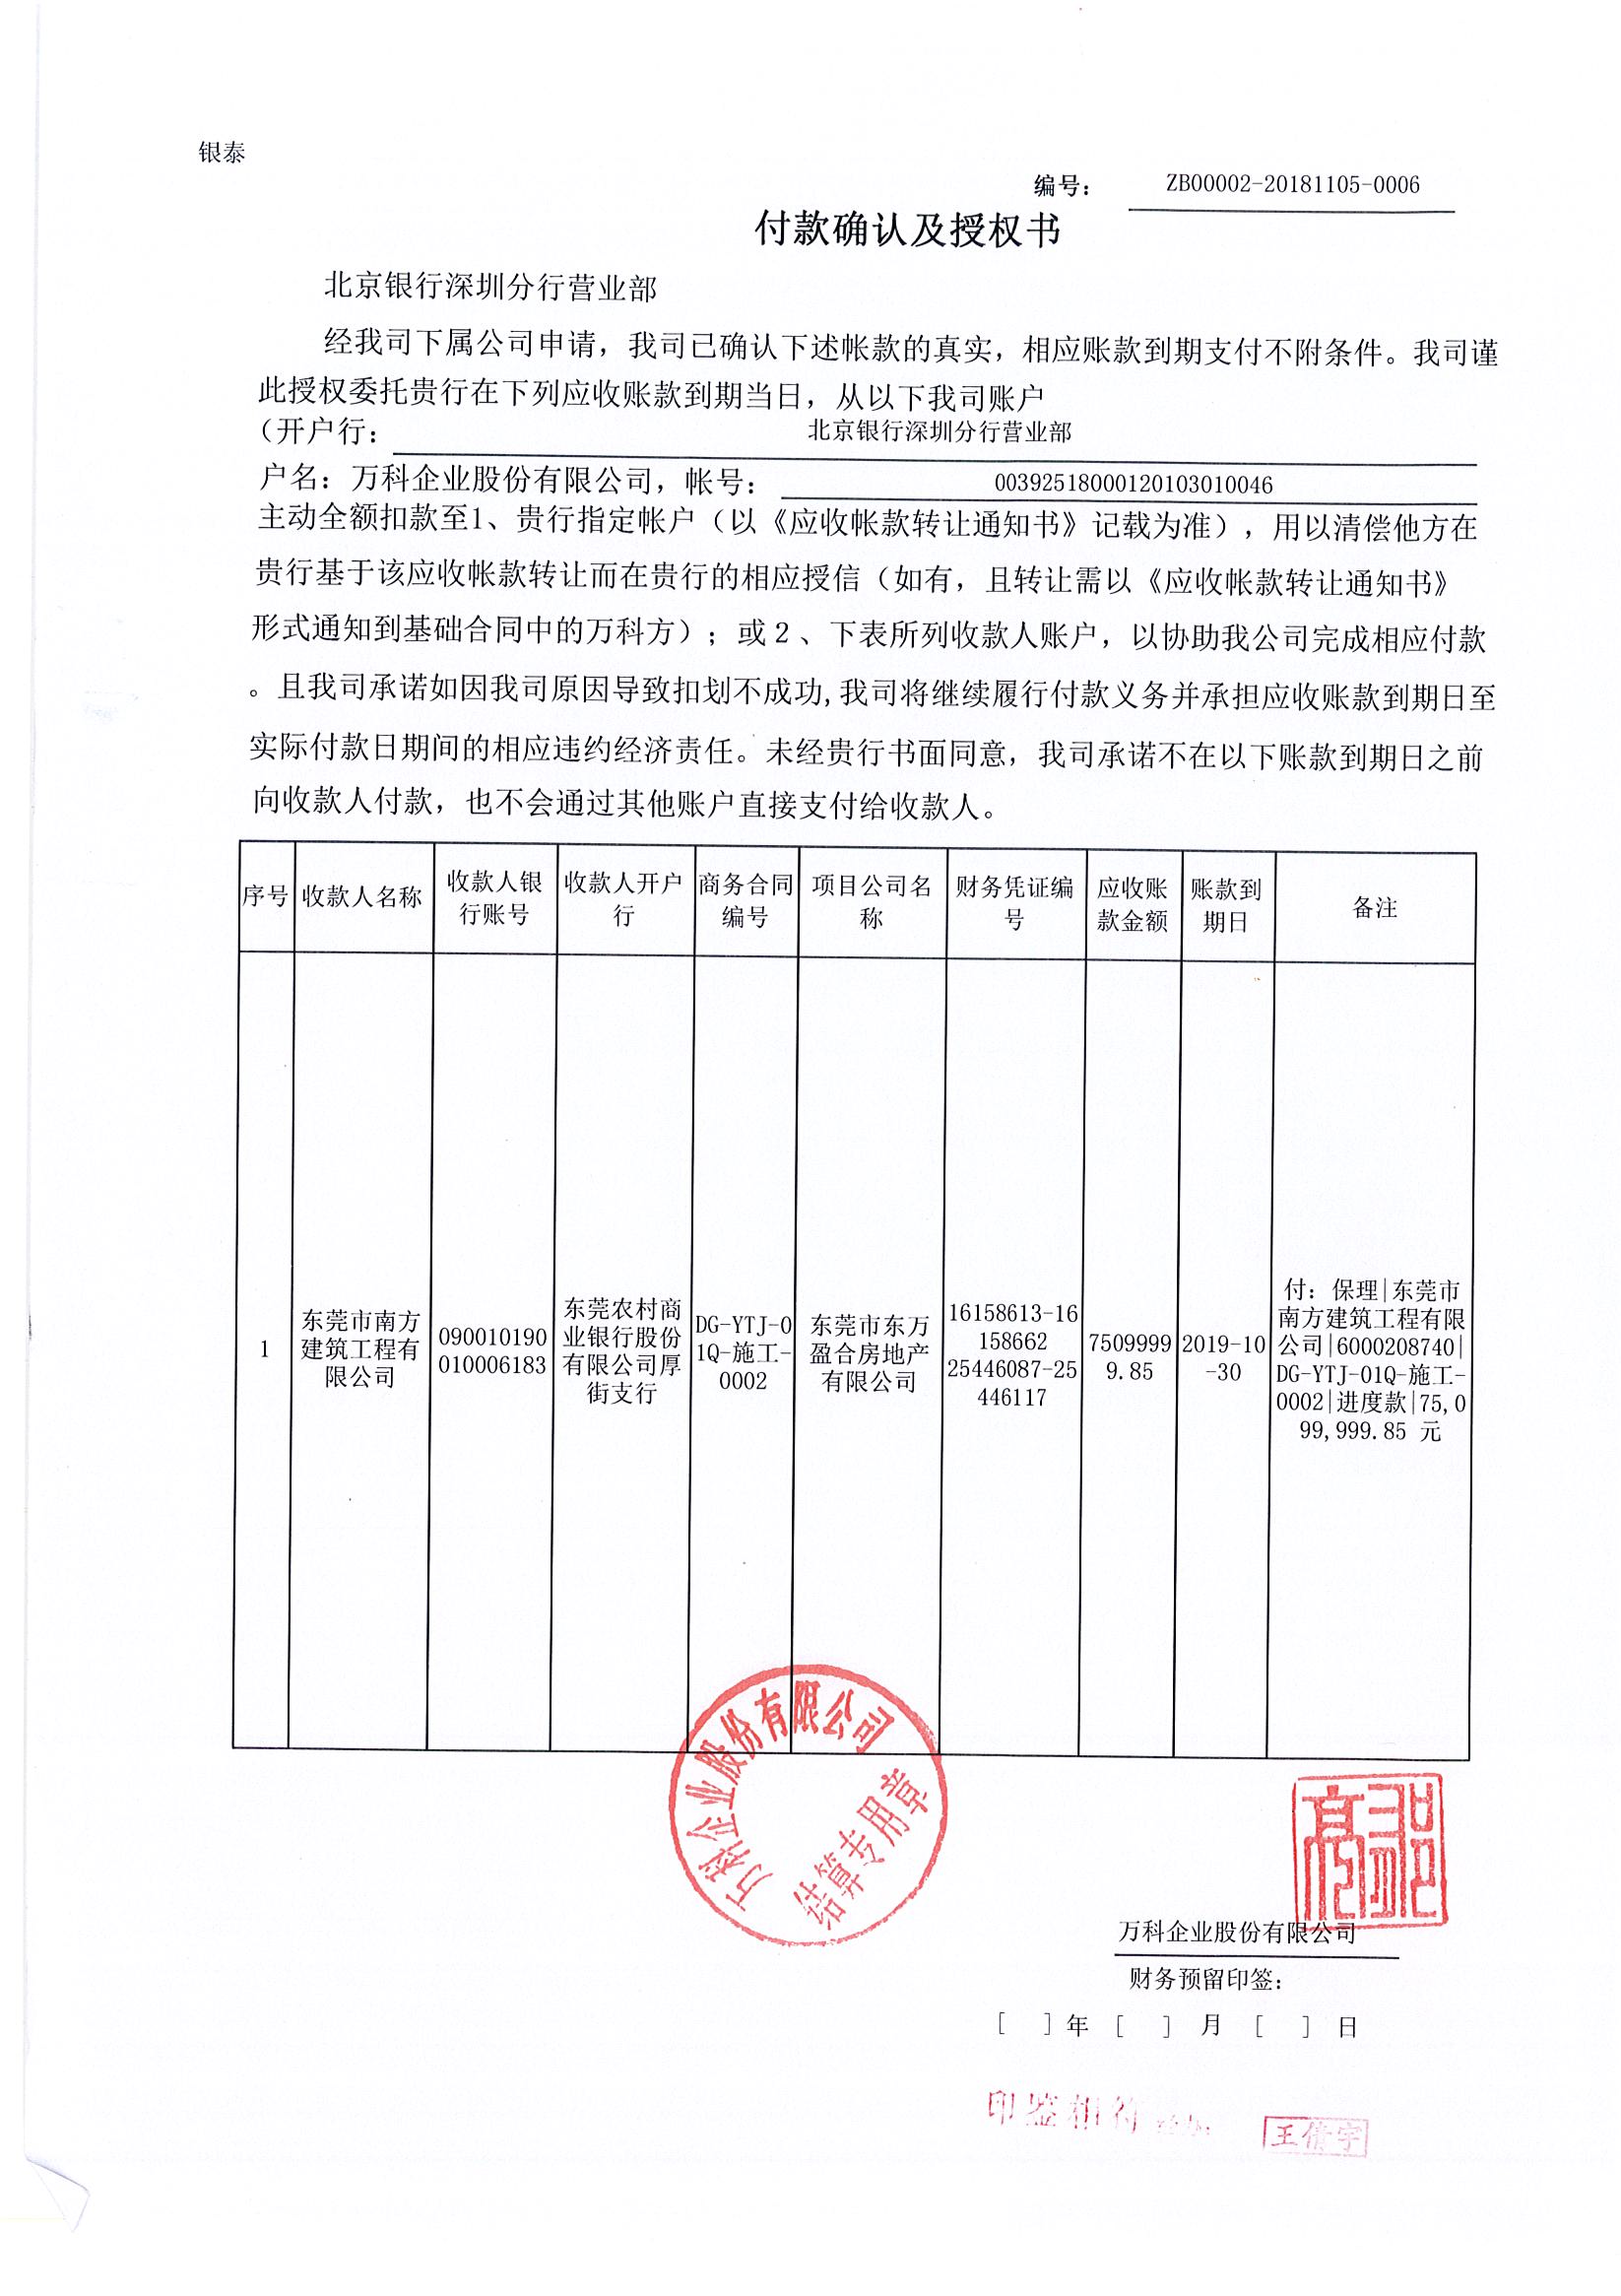 银泰
编号： ZB00002-20181105-0006
付款确认及授权书
北京银行深圳分行营业部
经我司下属公司申请，我司已确认下述帐款的真实，相应账款到期支付不附条件。我司谨
此授权委托贵行在下列应收账款到期当日，从以下我司账户
（开户行： 北京银行深圳分行营业部
户名：万科企业股份有限公司，帐号： 00392518000120103010046
主动全额扣款至1、贵行指定帐户（以《应收帐款转让通知书》记载为准），用以清偿他方在
贵行基于该应收帐款转让而在贵行的相应授信（如有，且转让需以《应收帐款转让通知书》
形式通知到基础合同中的万科方）；或２、下表所列收款人账户，以协助我公司完成相应付款
。且我司承诺如因我司原因导致扣划不成功,我司将继续履行付款义务并承担应收账款到期日至
实际付款日期间的相应违约经济责任。未经贵行书面同意，我司承诺不在以下账款到期日之前
向收款人付款，也不会通过其他账户直接支付给收款人。
序号
收款人名称
收款人银
行账号
收款人开户
行
商务合同
编号
项目公司名
称
财务凭证编
号
应收账
款金额
账款到
期日
备注
1
东莞市南方
建筑工程有
限公司
090010190
010006183
东莞农村商
业银行股份
有限公司厚
街支行
DG-YTJ-0
1Q-施工-
0002
东莞市东万
盈合房地产
有限公司
16158613-16
158662
25446087-25
446117
7509999
9.85
2019-10
-30
付：保理|东莞市
南方建筑工程有限
公司|6000208740|
DG-YTJ-01Q-施工-
0002|进度款|75,0
99,999.85 元
万科企业股份有限公司
结算专用章
万科企业股份有限公司
财务预留印签：
[ ] 年 [ ] 月 [ ] 日
印鉴相符